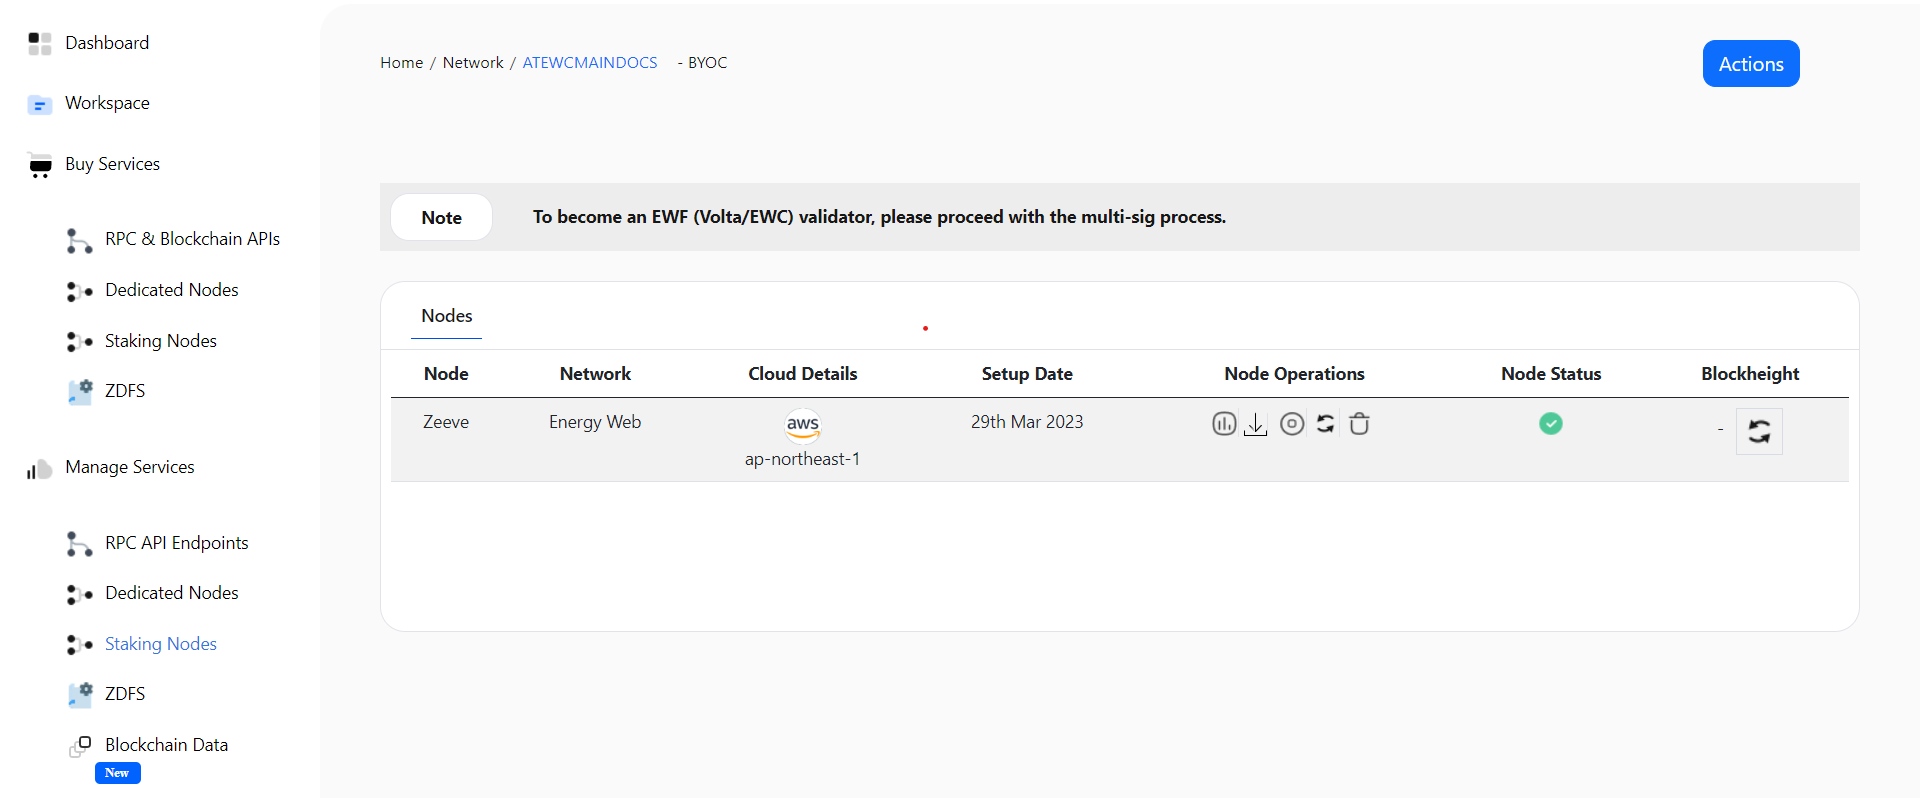 Dashboard
Workspace
Buy Services
RPC & Blockchain APIs
Dedicated Nodes
Staking Nodes
ZDFS
Manage Services
RPC API Endpoints
Dedicated Nodes
Staking Nodes
ZDFS
Blockchain Data
New
Home / Network / ATEWCMAINDOCS - BYOC
Actions
Note To become an EWF (Volta/EWC) validator, please proceed with the multi-sig process.
Nodes
Node Network Cloud Details Setup Date Node Operations Node Status Blockheight
Zeeve Energy Web aws 29th Mar 2023 -
ap-northeast-1